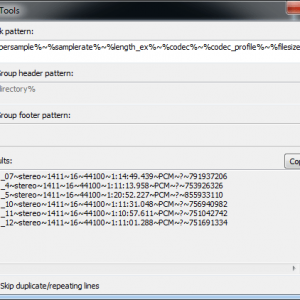 Tools
k pattern:
persample%~%samplerate%~%length_ex%~%codec%~%codec_profile%~%filesize
Group header pattern:
directory%
Group footer pattern:
ults:
Cop
_07~stereo~1411~16~44100~1:14:49.439~PCM~?~791937206
_4~stereo~1411~16~44100~1:11:13.958~PCM~?~753926326
_5~stereo~1411~16~44100~1:20:52.227~PCM~?~855933110
_10~stereo~1411~16~44100~1:11:31.048~PCM~?~756940982
_11~stereo~1411~16~44100~1:10:57.611~PCM~?~751042742
_12~stereo~1411~16~44100~1:11:01.288~PCM~?~751691334
Skip duplicate/repeating lines